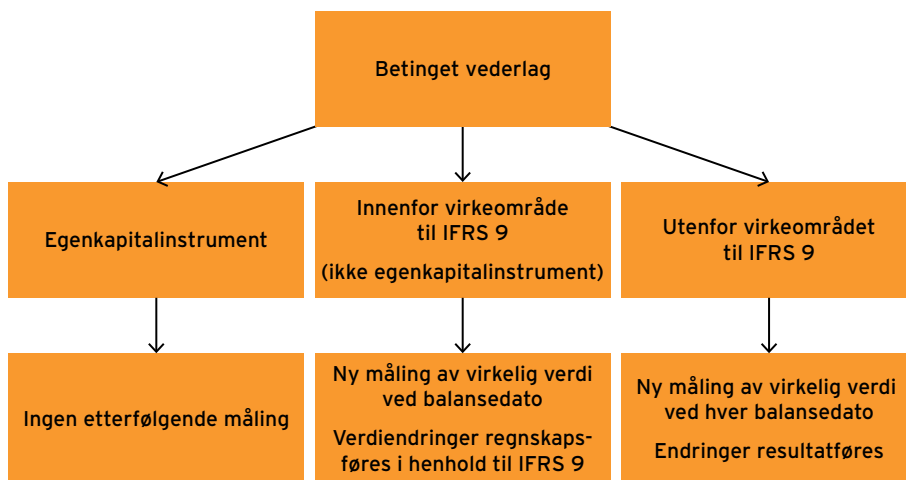 Betinget vederlag
Egenkapitalinstrument
Innenfor virkeområde
til IFRS 9
(ikke egenkapitalinstrument)
Utenfor virkeområdet
til IFRS 9
Ingen etterfølgende måling
Ny måling av virkelig verdi
ved balansedato
Verdiendringer regnskaps-
føres i henhold til IFRS 9
Ny måling av virkelig verdi
ved hver balansedato
Endringer resultatføres